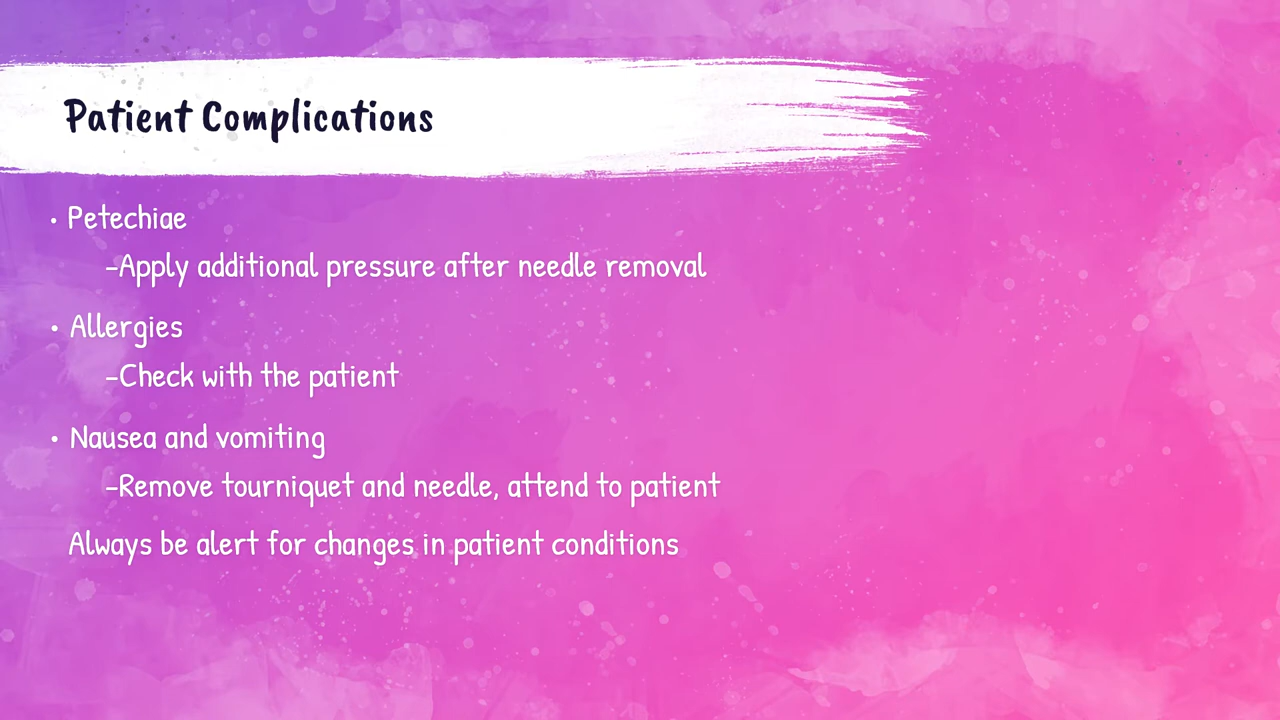 Patient Complications
• Petechiae
–Apply additional pressure after needle removal
• Allergies
–Check with the patient
• Nausea and vomiting
–Remove tourniquet and needle, attend to patient
Always be alert for changes in patient conditions